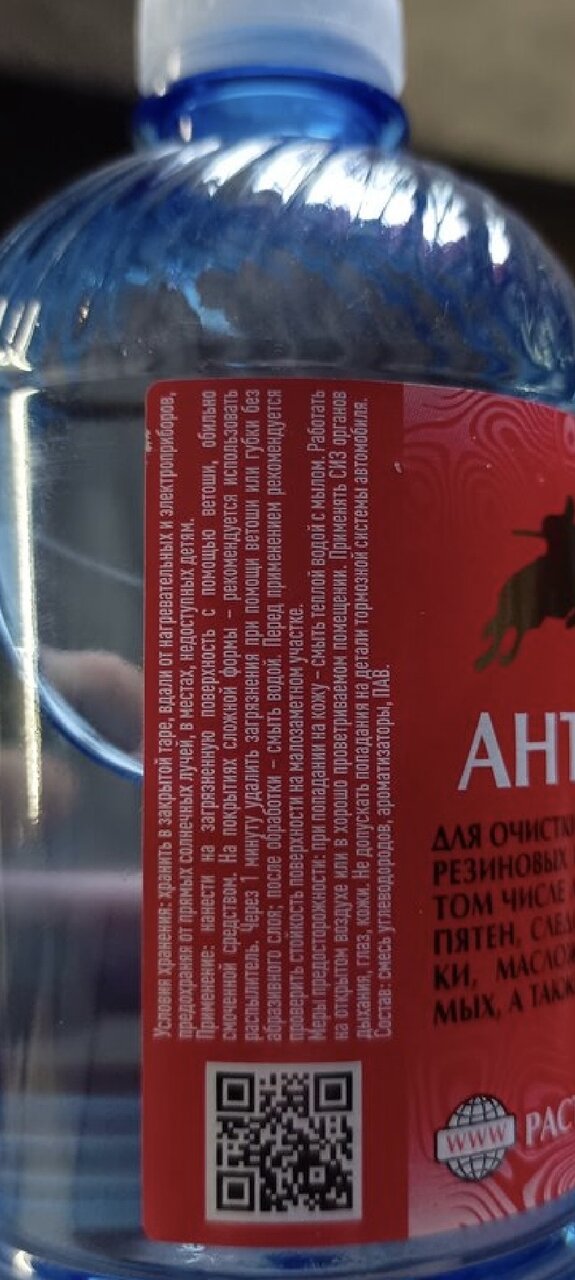 Условия хранения: хранить в закрытой таре, вдали от нагревательных и электроприборов,
предохраняя от прямых солнечных лучей, в местах, недоступных детям.
Применение: нанести на загрязненную поверхность с помощью ветоши, обильно
смоченной средством. На покрытиях сложной формы – рекомендуется использовать
распылитель. Через 1 минуту удалить загрязнения при помощи ветоши или губки без
абразивного слоя, после обработки – смыть водой. Перед применением рекомендуется
проверить стойкость поверхности на малозаметном участке.
Меры предосторожности: при попадании на кожу – смыть теплой водой с мылом. Работать
на открытом воздухе или в хорошо проветриваемом помещении. Применять СИЗ органов
дыхания, глаз, кожи. Не допускать попадания на детали тормозной системы автомобиля.
Состав: смесь углеводородов, ароматизаторы, ПАВ.
АНТ
ДЛЯ ОЧИСТК
РЕЗИНОВЫХ
ТОМ ЧИСЛЕ
ПЯТЕН, СЛЕД
КИ, МАСЛО
МЫХ, А ТАКЖ
WWW РАСТ